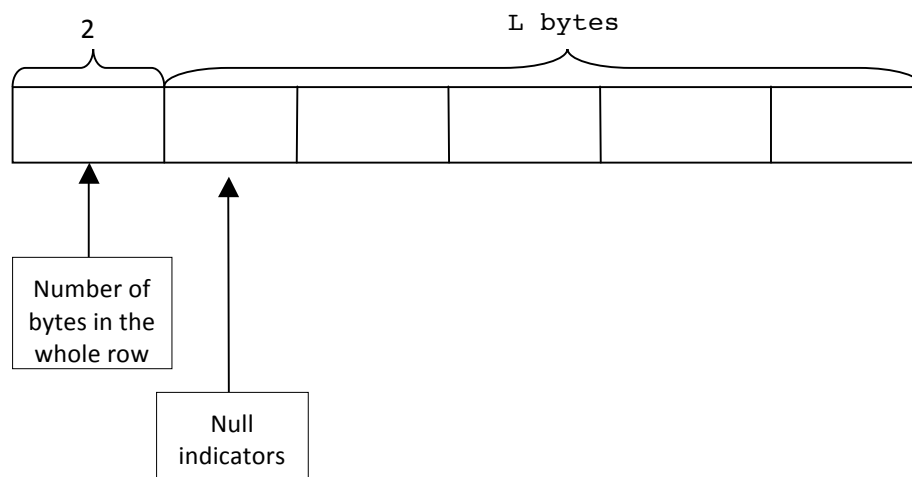 2
L bytes
Number of
bytes in the
whole row
Null
indicators